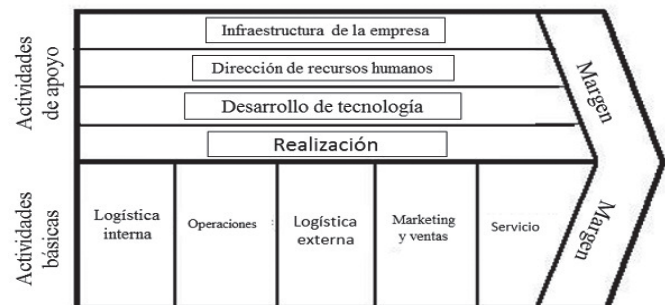 Actividades
de apoyo
Infraestructura de la empresa
Dirección de recursos humanos
Desarrollo de tecnología
Realización
Margen
Actividades
básicas
Logística
interna
Operaciones
Logística
externa
Marketing
y ventas
Servicio
Margen